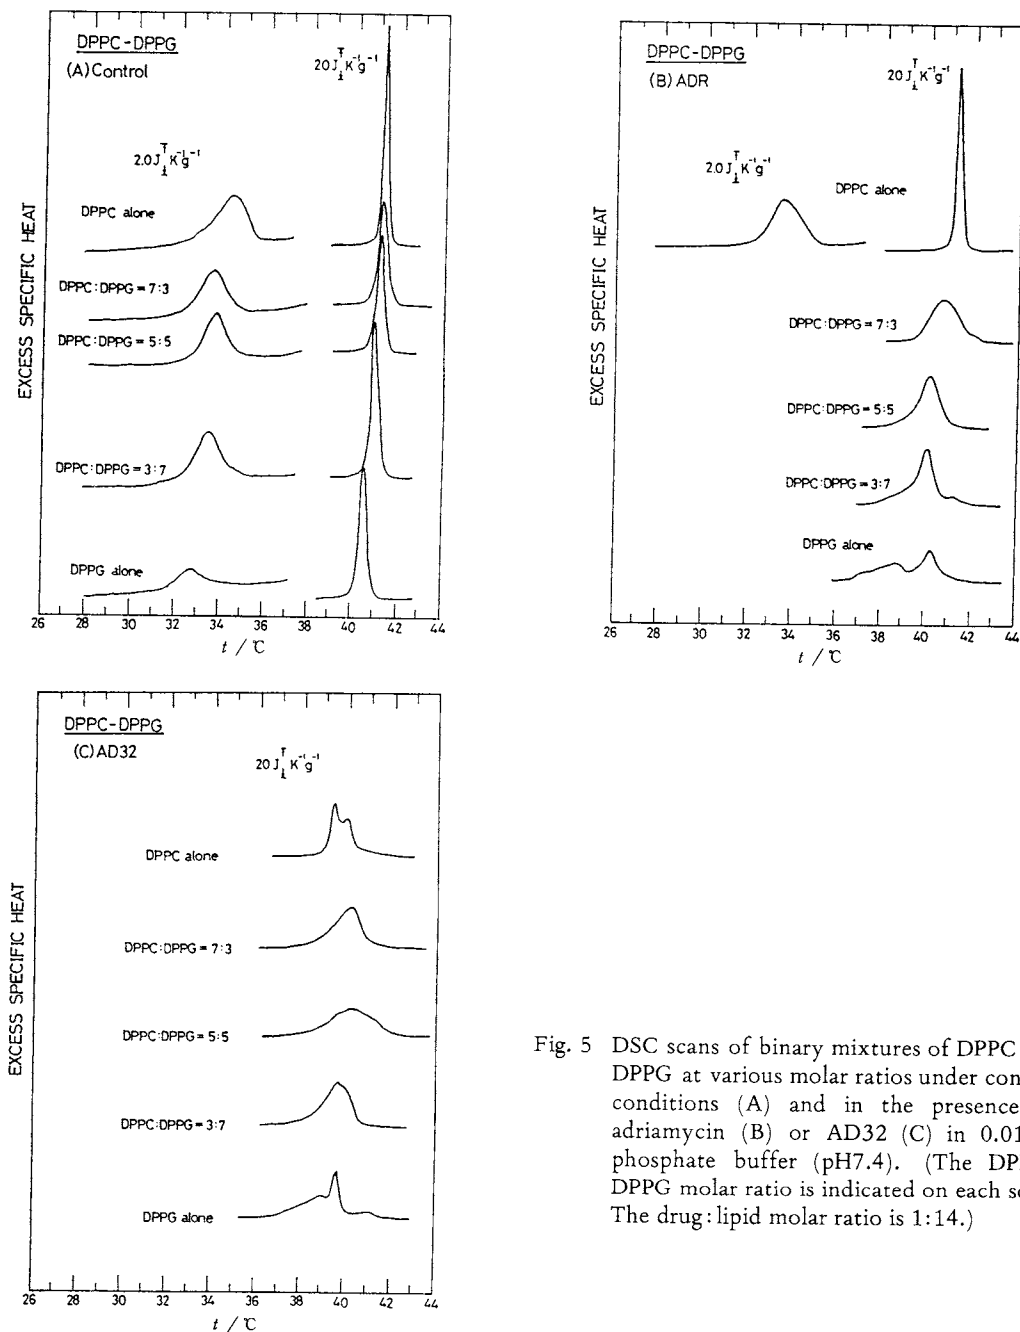 DPPC-DPPG
(A) Control
20 J K⁻¹g⁻¹
2.0 J K⁻¹g⁻¹
DPPC alone
DPPC:DPPG = 7:3
DPPC:DPPG = 5:5
DPPC:DPPG = 3:7
DPPG alone
EXCESS SPECIFIC HEAT
26 28 30 32 34 36 38 40 42 44
t / ℃
DPPC-DPPG
(B) ADR
20 J K⁻¹g⁻¹
2.0 J K⁻¹g⁻¹
DPPC alone
DPPC:DPPG = 7:3
DPPC:DPPG = 5:5
DPPC:DPPG = 3:7
DPPG alone
EXCESS SPECIFIC HEAT
26 28 30 32 34 36 38 40 42 44
t / ℃
DPPC-DPPG
(C) AD32
20 J K⁻¹g⁻¹
DPPC alone
DPPC:DPPG = 7:3
DPPC:DPPG = 5:5
DPPC:DPPG = 3:7
DPPG alone
EXCESS SPECIFIC HEAT
26 28 30 32 34 36 38 40 42 44
t / ℃
Fig. 5 DSC scans of binary mixtures of DPPC
DPPG at various molar ratios under con
conditions (A) and in the presence
adriamycin (B) or AD32 (C) in 0.01
phosphate buffer (pH7.4). (The DP
DPPG molar ratio is indicated on each s
The drug:lipid molar ratio is 1:14.)